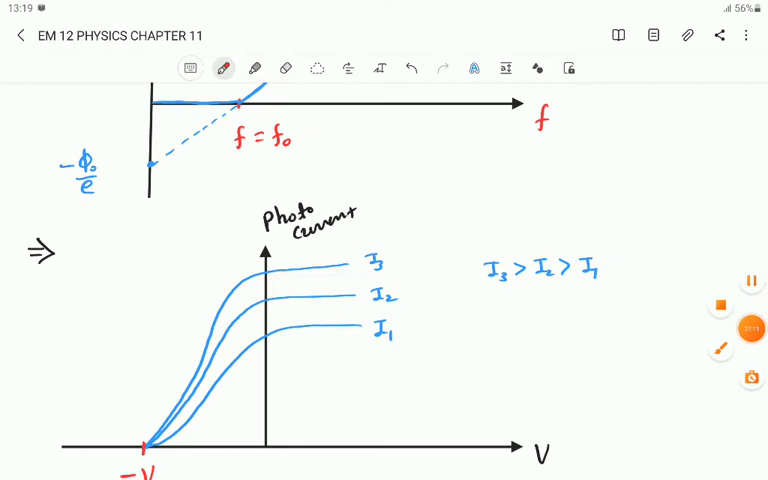 13:19
56%
EM 12 PHYSICS CHAPTER 11
f
f = f₀
-ϕ₀/e
Photo
current
I₃
I₃ > I₂ > I₁
I₂
I₁
V
-V